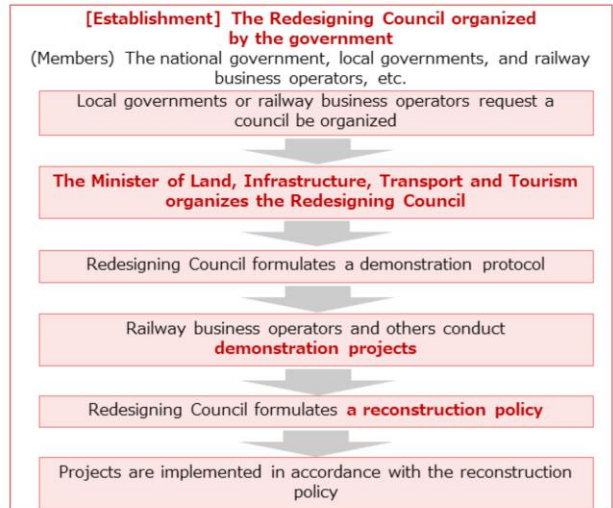 [Establishment] The Redesigning Council organized
by the government
(Members) The national government, local governments, and railway
business operators, etc.
Local governments or railway business operators request a
council be organized
The Minister of Land, Infrastructure, Transport and Tourism
organizes the Redesigning Council
Redesigning Council formulates a demonstration protocol
Railway business operators and others conduct
demonstration projects
Redesigning Council formulates a reconstruction policy
Projects are implemented in accordance with the reconstruction
policy